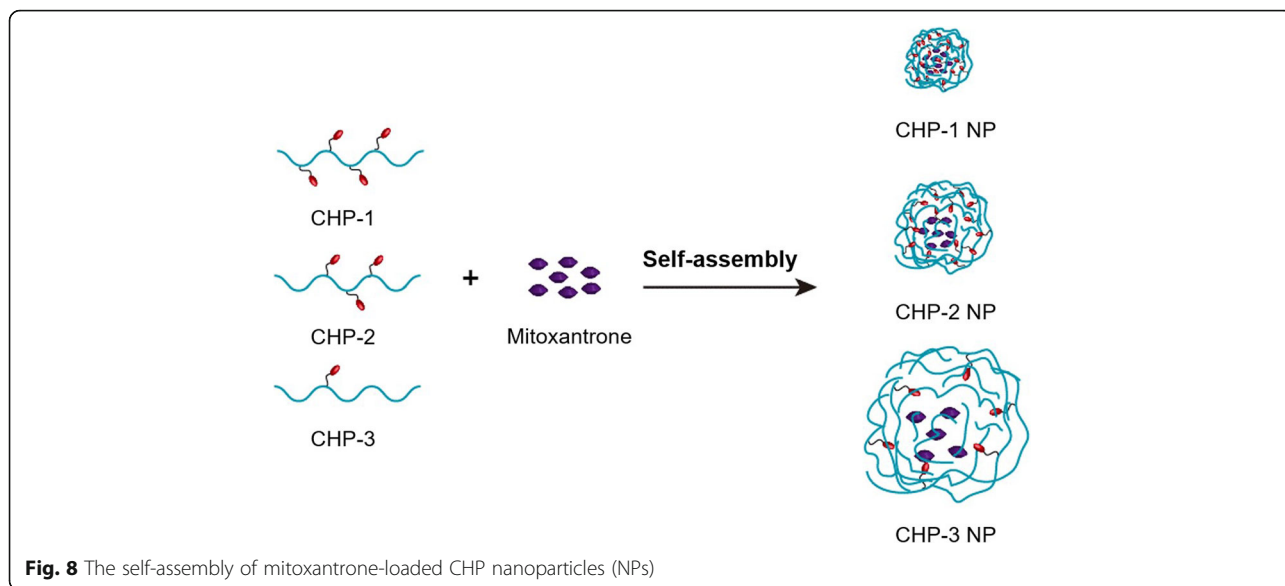 CHP-1
CHP-2
CHP-3
+
Mitoxantrone
Self-assembly
CHP-1 NP
CHP-2 NP
CHP-3 NP
Fig. 8 The self-assembly of mitoxantrone-loaded CHP nanoparticles (NPs)